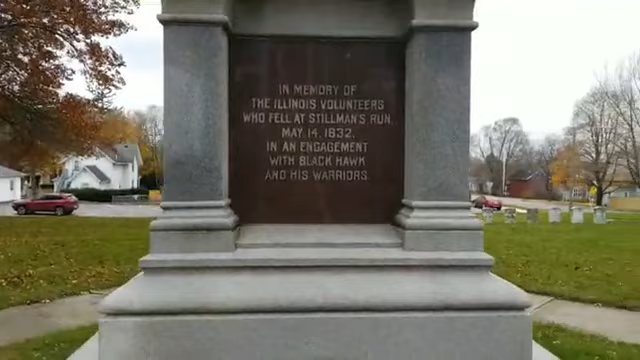 IN MEMORY OF
THE ILLINOIS VOLUNTEERS
WHO FELL AT STILLMAN'S RUN,
MAY 14, 1832,
IN AN ENGAGEMENT
WITH BLACK HAWK
AND HIS WARRIORS.